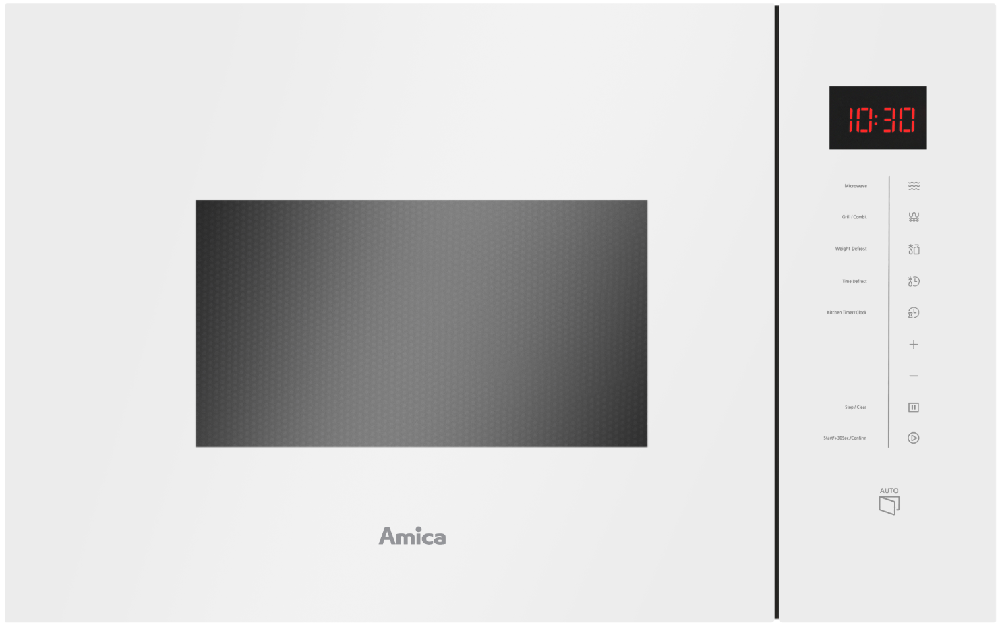 10:30
Microwave
Grill / Combi.
Weight Defrost
Time Defrost
Kitchen Timer/Clock
+
−
Stop / Clear
Start/+30Sec./Confirm
AUTO
Amica